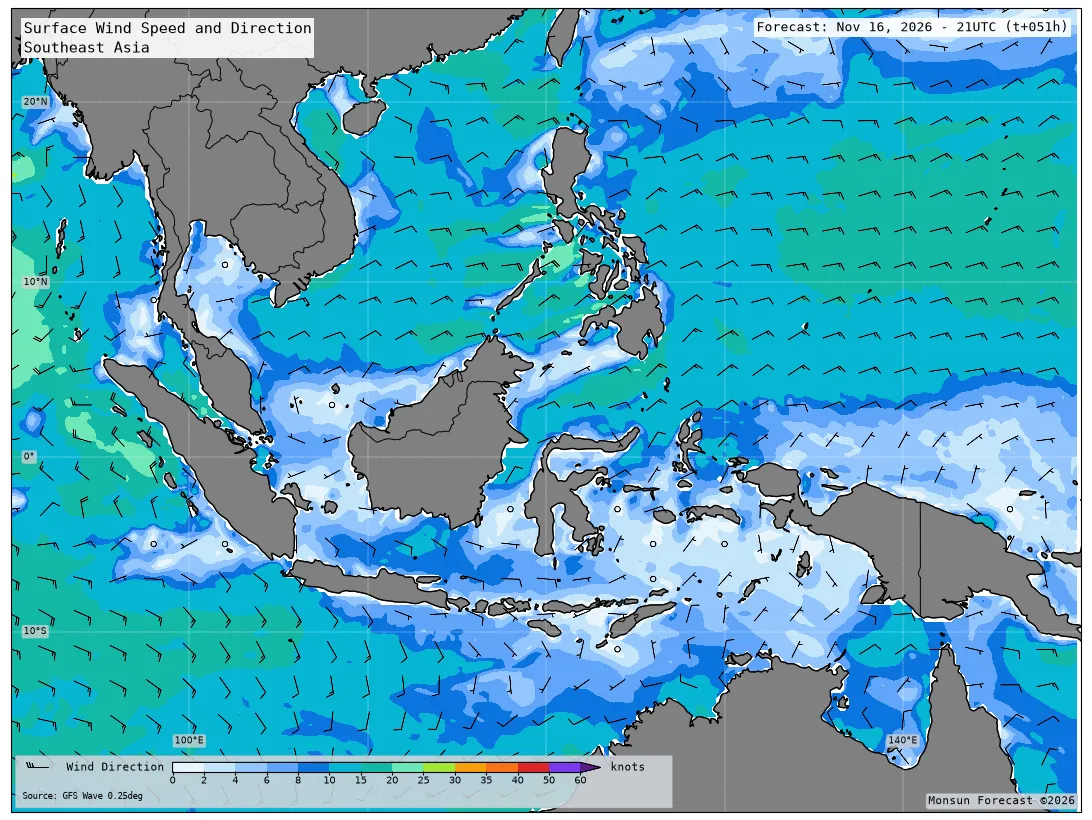 Surface Wind Speed and Direction
Southeast Asia
Forecast: Nov 16, 2026 - 21UTC (t+051h)
20°N
10°N
0°
10°S
100°E
140°E
Wind Direction
0 2 4 6 8 10 15 20 25 30 35 40 50 60
knots
Source: GFS Wave 0.25deg
Monsun Forecast ©2026